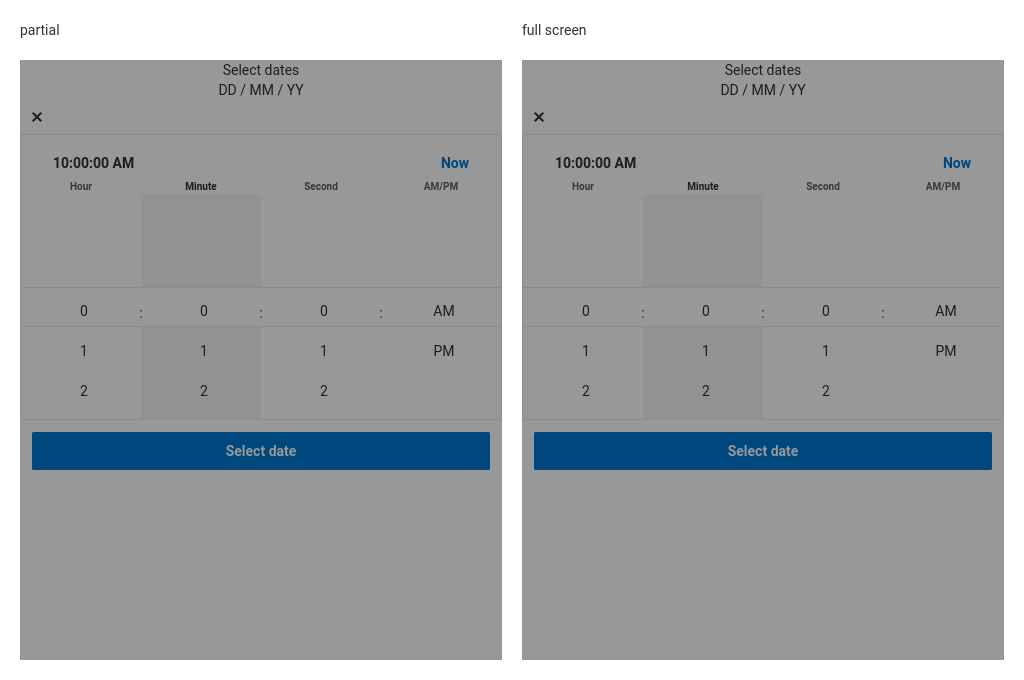 partial
Select dates
DD / MM / YY
✕
10:00:00 AM Now
Hour Minute Second AM/PM
0 : 0 : 0 : AM
1 1 1 PM
2 2 2
Select date
full screen
Select dates
DD / MM / YY
✕
10:00:00 AM Now
Hour Minute Second AM/PM
0 : 0 : 0 : AM
1 1 1 PM
2 2 2
Select date